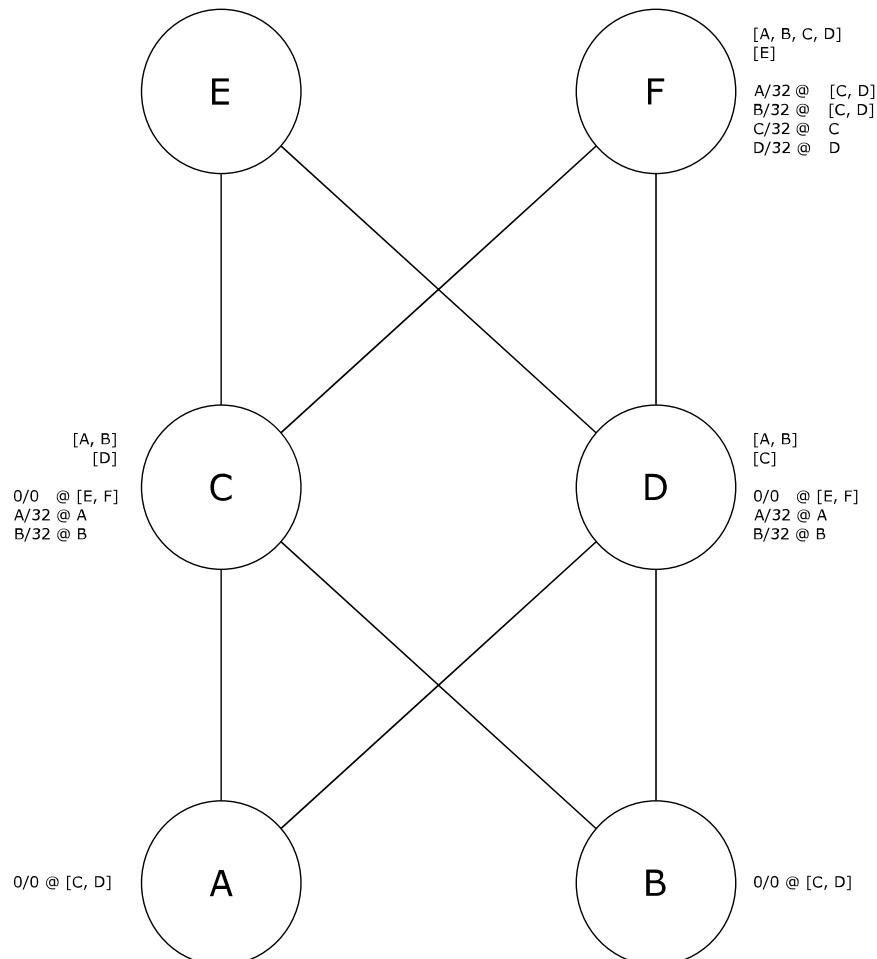 E
F
[A, B, C, D]
[E]
A/32 @ [C, D]
B/32 @ [C, D]
C/32 @ C
D/32 @ D
[A, B]
[D]
0/0 @ [E, F]
A/32 @ A
B/32 @ B
C
D
[A, B]
[C]
0/0 @ [E, F]
A/32 @ A
B/32 @ B
0/0 @ [C, D]
A
B
0/0 @ [C, D]